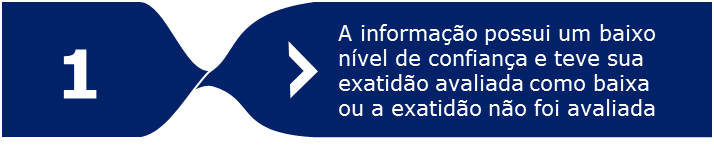 1
A informação possui um baixo
nível de confiança e teve sua
exatidão avaliada como baixa
ou a exatidão não foi avaliada